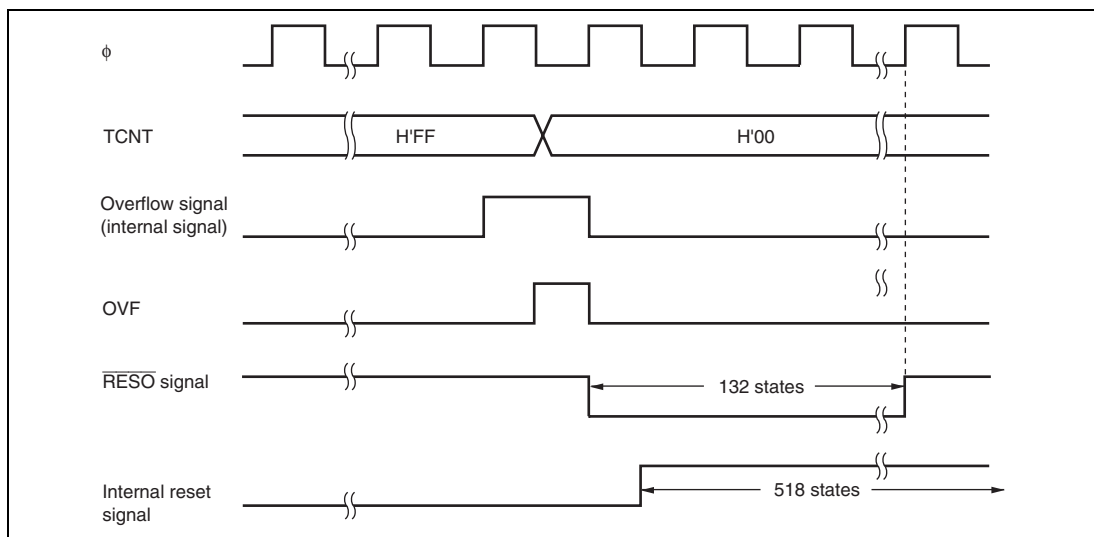 ϕ
TCNT
H'FF
H'00
Overflow signal
(internal signal)
OVF
RESO signal
132 states
Internal reset
signal
518 states